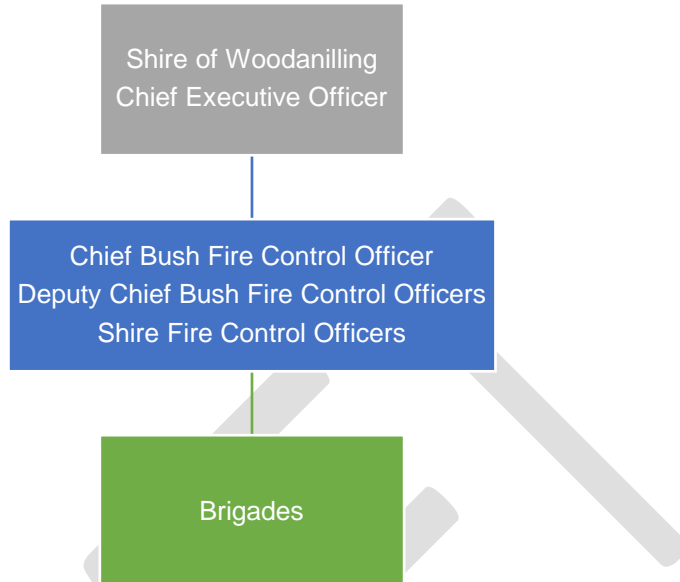 Shire of Woodanilling
Chief Executive Officer
Chief Bush Fire Control Officer
Deputy Chief Bush Fire Control Officers
Shire Fire Control Officers
Brigades